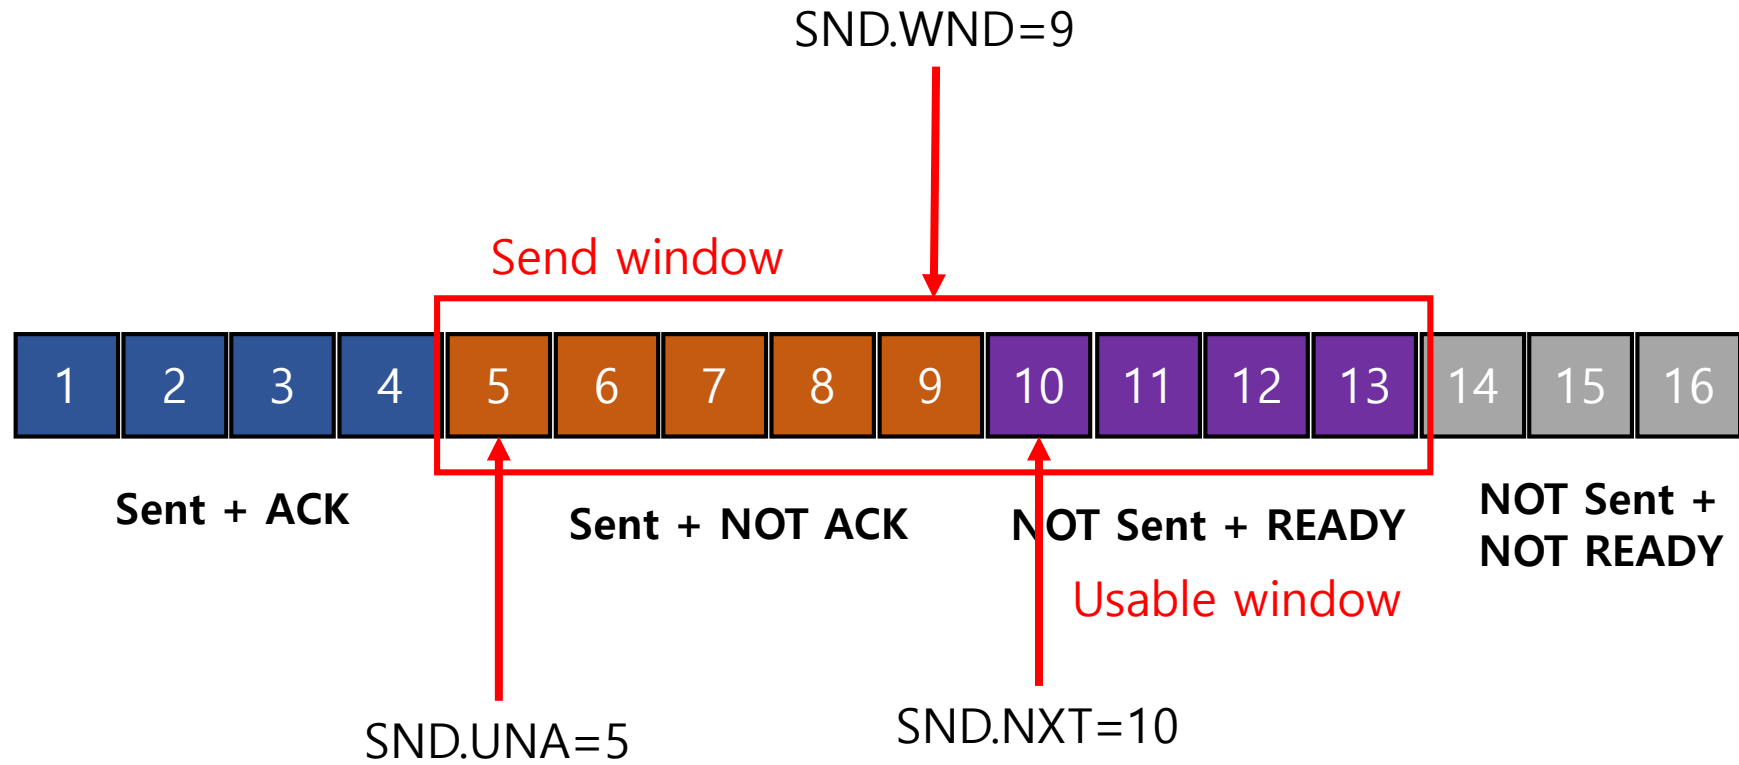 SND.WND=9
Send window
1 2 3 4 5 6 7 8 9 10 11 12 13 14 15 16
Sent + ACK
Sent + NOT ACK
NOT Sent + READY
NOT Sent +
NOT READY
Usable window
SND.UNA=5
SND.NXT=10